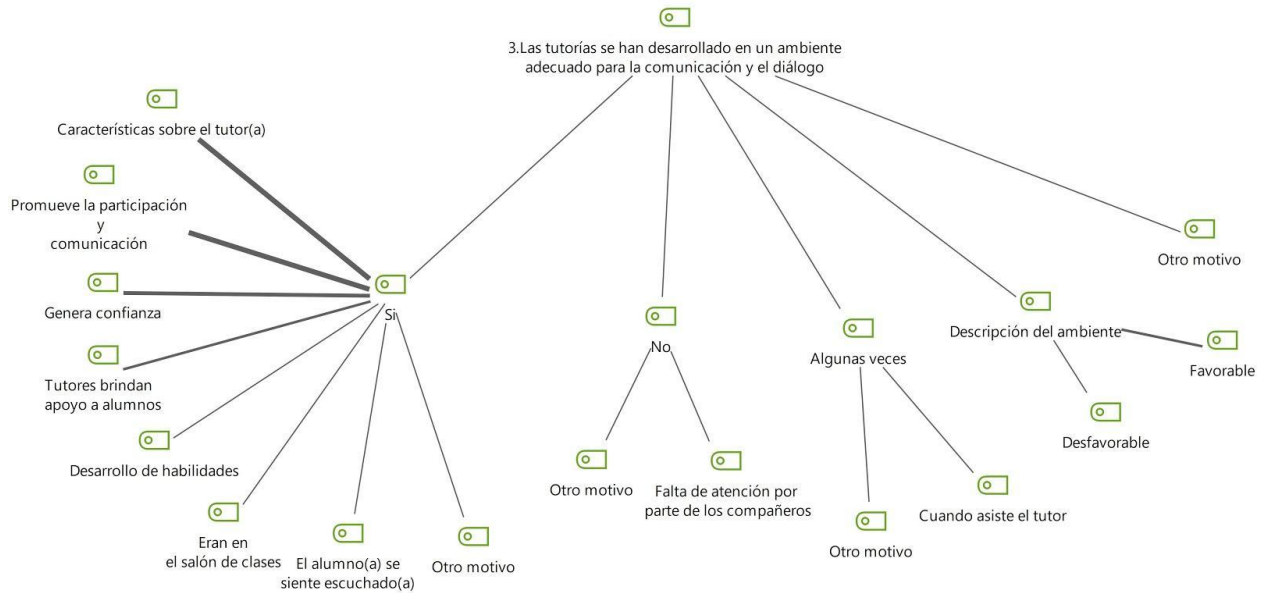 3.Las tutorías se han desarrollado en un ambiente
adecuado para la comunicación y el diálogo
Características sobre el tutor(a)
Promueve la participación
y
comunicación
Genera confianza
Tutores brindan
apoyo a alumnos
Desarrollo de habilidades
Eran en
el salón de clases
El alumno(a) se
siente escuchado(a)
Otro motivo
Si
No
Otro motivo
Falta de atención por
parte de los compañeros
Algunas veces
Otro motivo
Cuando asiste el tutor
Descripción del ambiente
Desfavorable
Favorable
Otro motivo